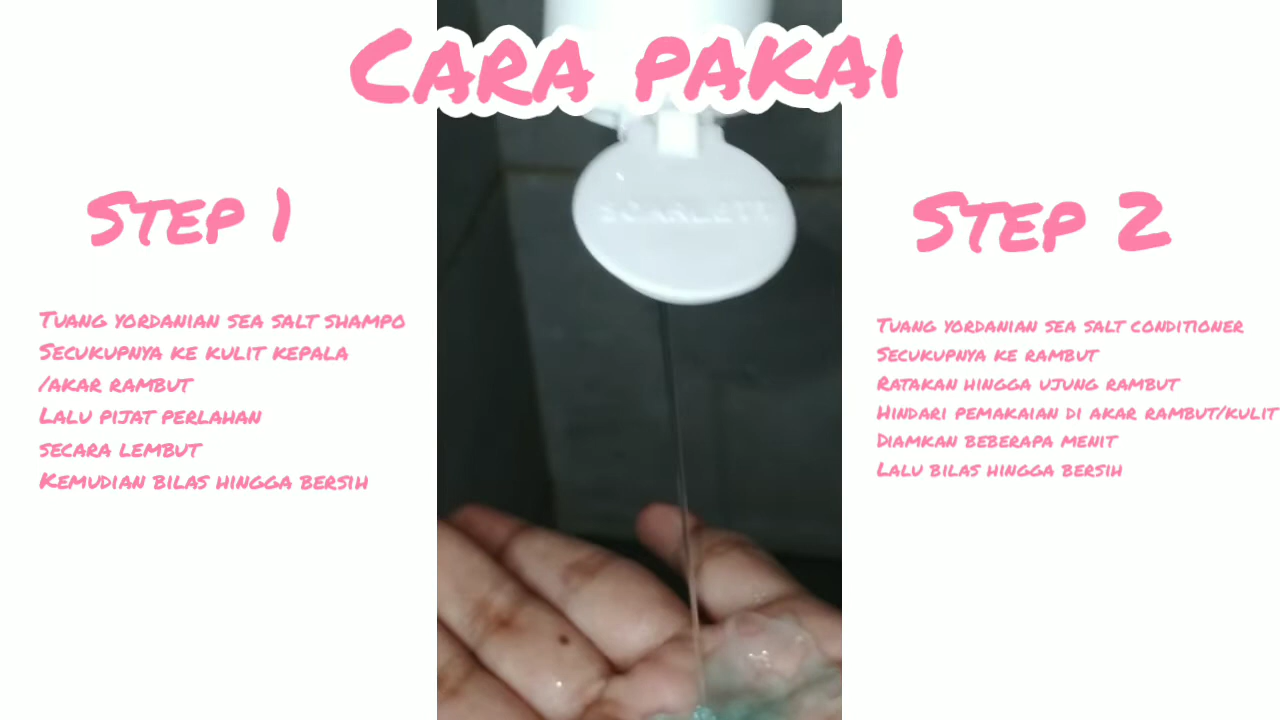 CARA PAKAI
STEP 1
TUANG YORDANIAN SEA SALT SHAMPO
SECUKUPNYA KE KULIT KEPALA
/AKAR RAMBUT
LALU PIJAT PERLAHAN
SECARA LEMBUT
KEMUDIAN BILAS HINGGA BERSIH
SCARLETT
STEP 2
TUANG YORDANIAN SEA SALT CONDITIONER
SECUKUPNYA KE RAMBUT
RATAKAN HINGGA UJUNG RAMBUT
HINDARI PEMAKAIAN DI AKAR RAMBUT/KULIT
DIAMKAN BEBERAPA MENIT
LALU BILAS HINGGA BERSIH